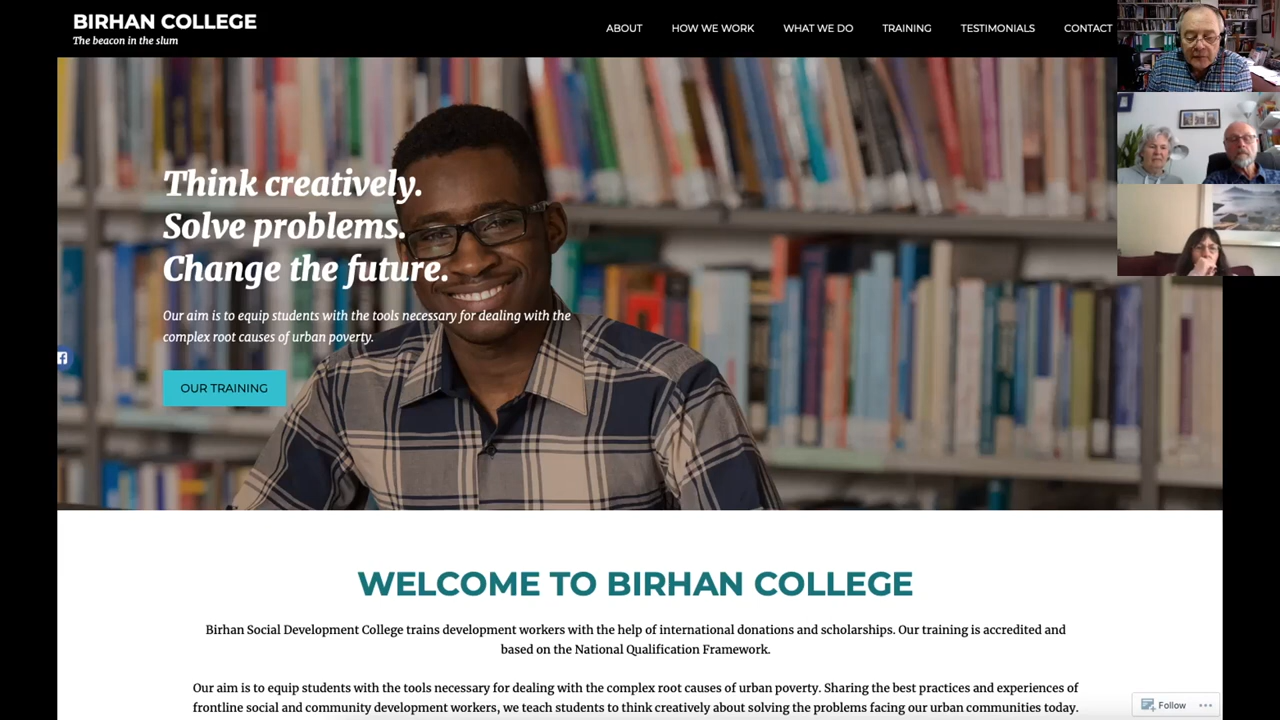 BIRHAN COLLEGE
The beacon in the slum
ABOUT
HOW WE WORK
WHAT WE DO
TRAINING
TESTIMONIALS
CONTACT
Think creatively.
Solve problems.
Change the future.
Our aim is to equip students with the tools necessary for dealing with the
complex root causes of urban poverty.
OUR TRAINING
WELCOME TO BIRHAN COLLEGE
Birhan Social Development College trains development workers with the help of international donations and scholarships. Our training is accredited and
based on the National Qualification Framework.
Our aim is to equip students with the tools necessary for dealing with the complex root causes of urban poverty. Sharing the best practices and experiences of
frontline social and community development workers, we teach students to think creatively about solving the problems facing our urban communities today.
Follow